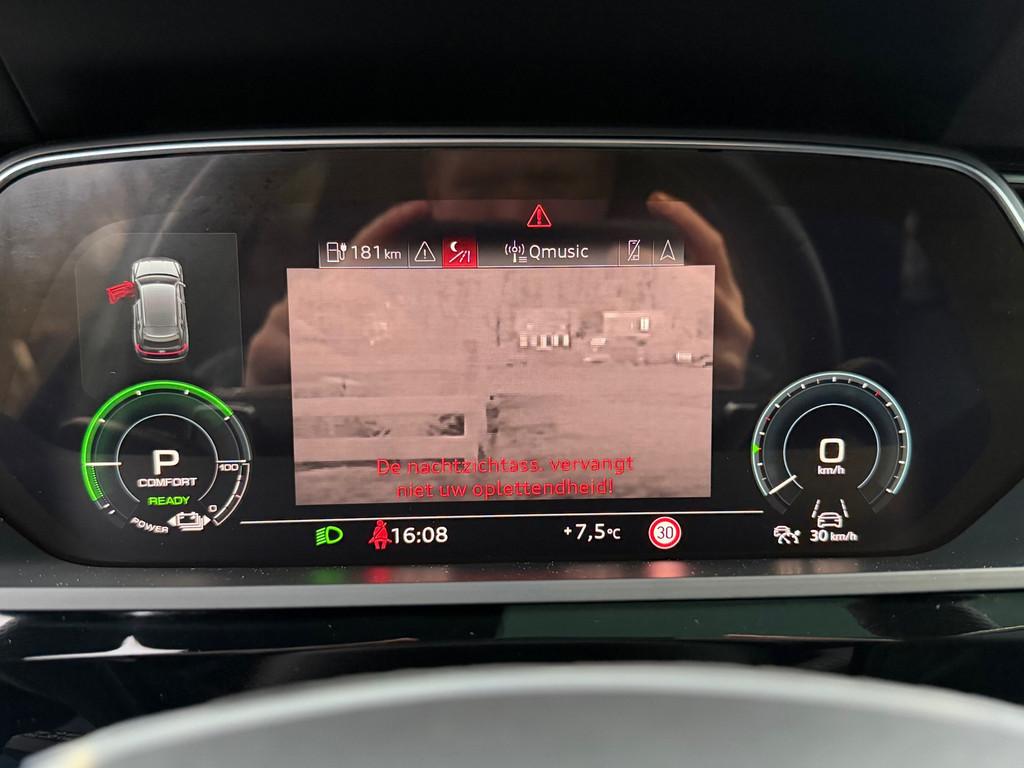 181 km
Qmusic
P
COMFORT
READY
100
0
POWER
De nachtzichtass. vervangt
niet uw oplettendheid!
0
km/h
16:08
+7,5°C
30
30 km/h